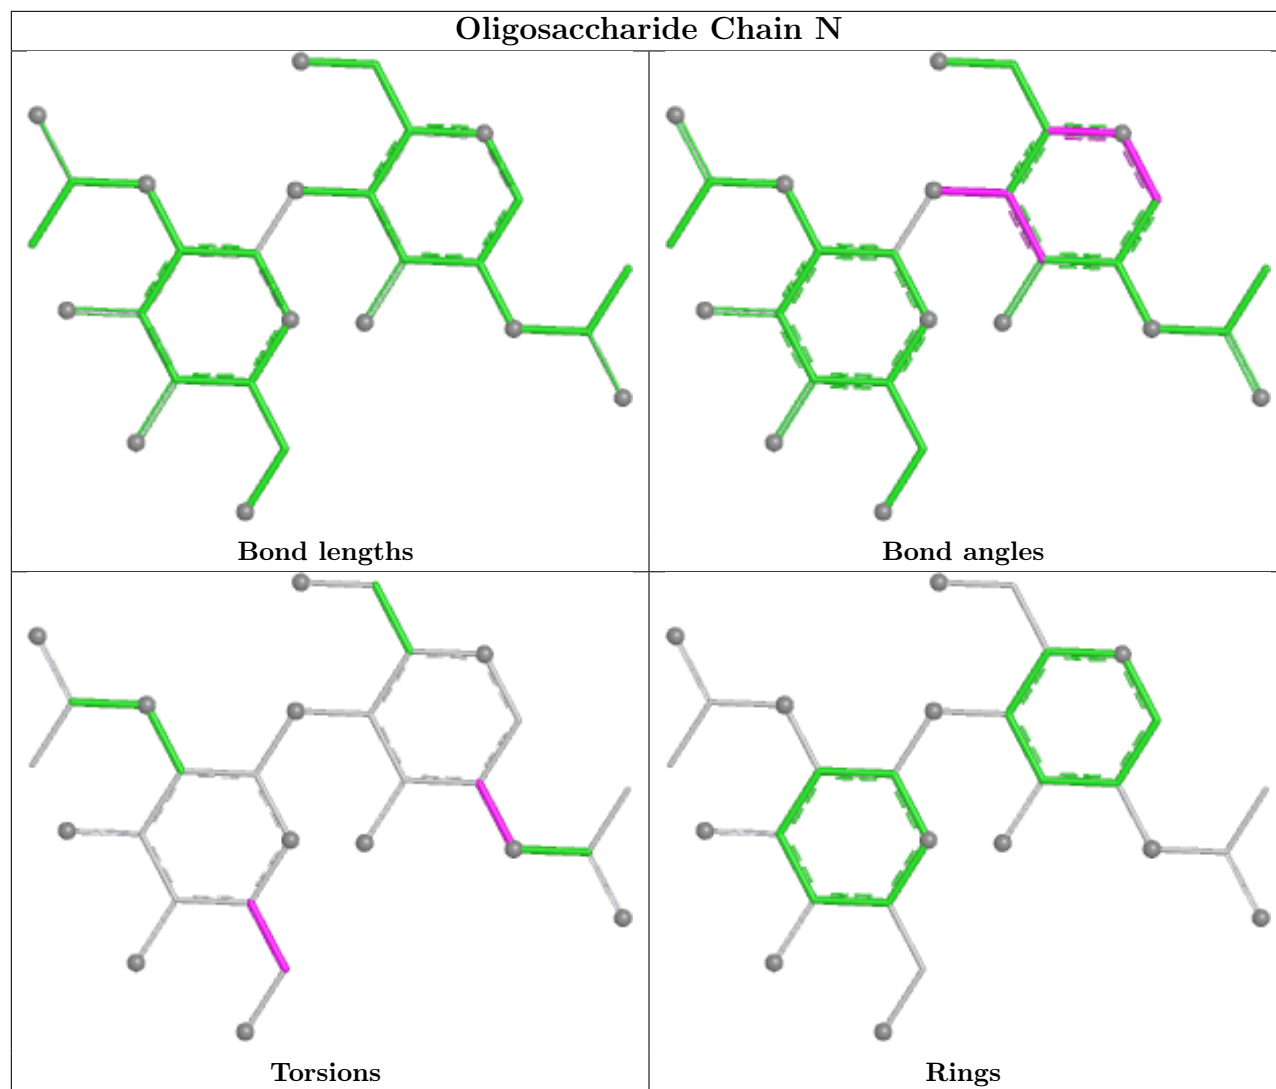 Oligosaccharide Chain N
Bond lengths
Bond angles
Torsions
Rings